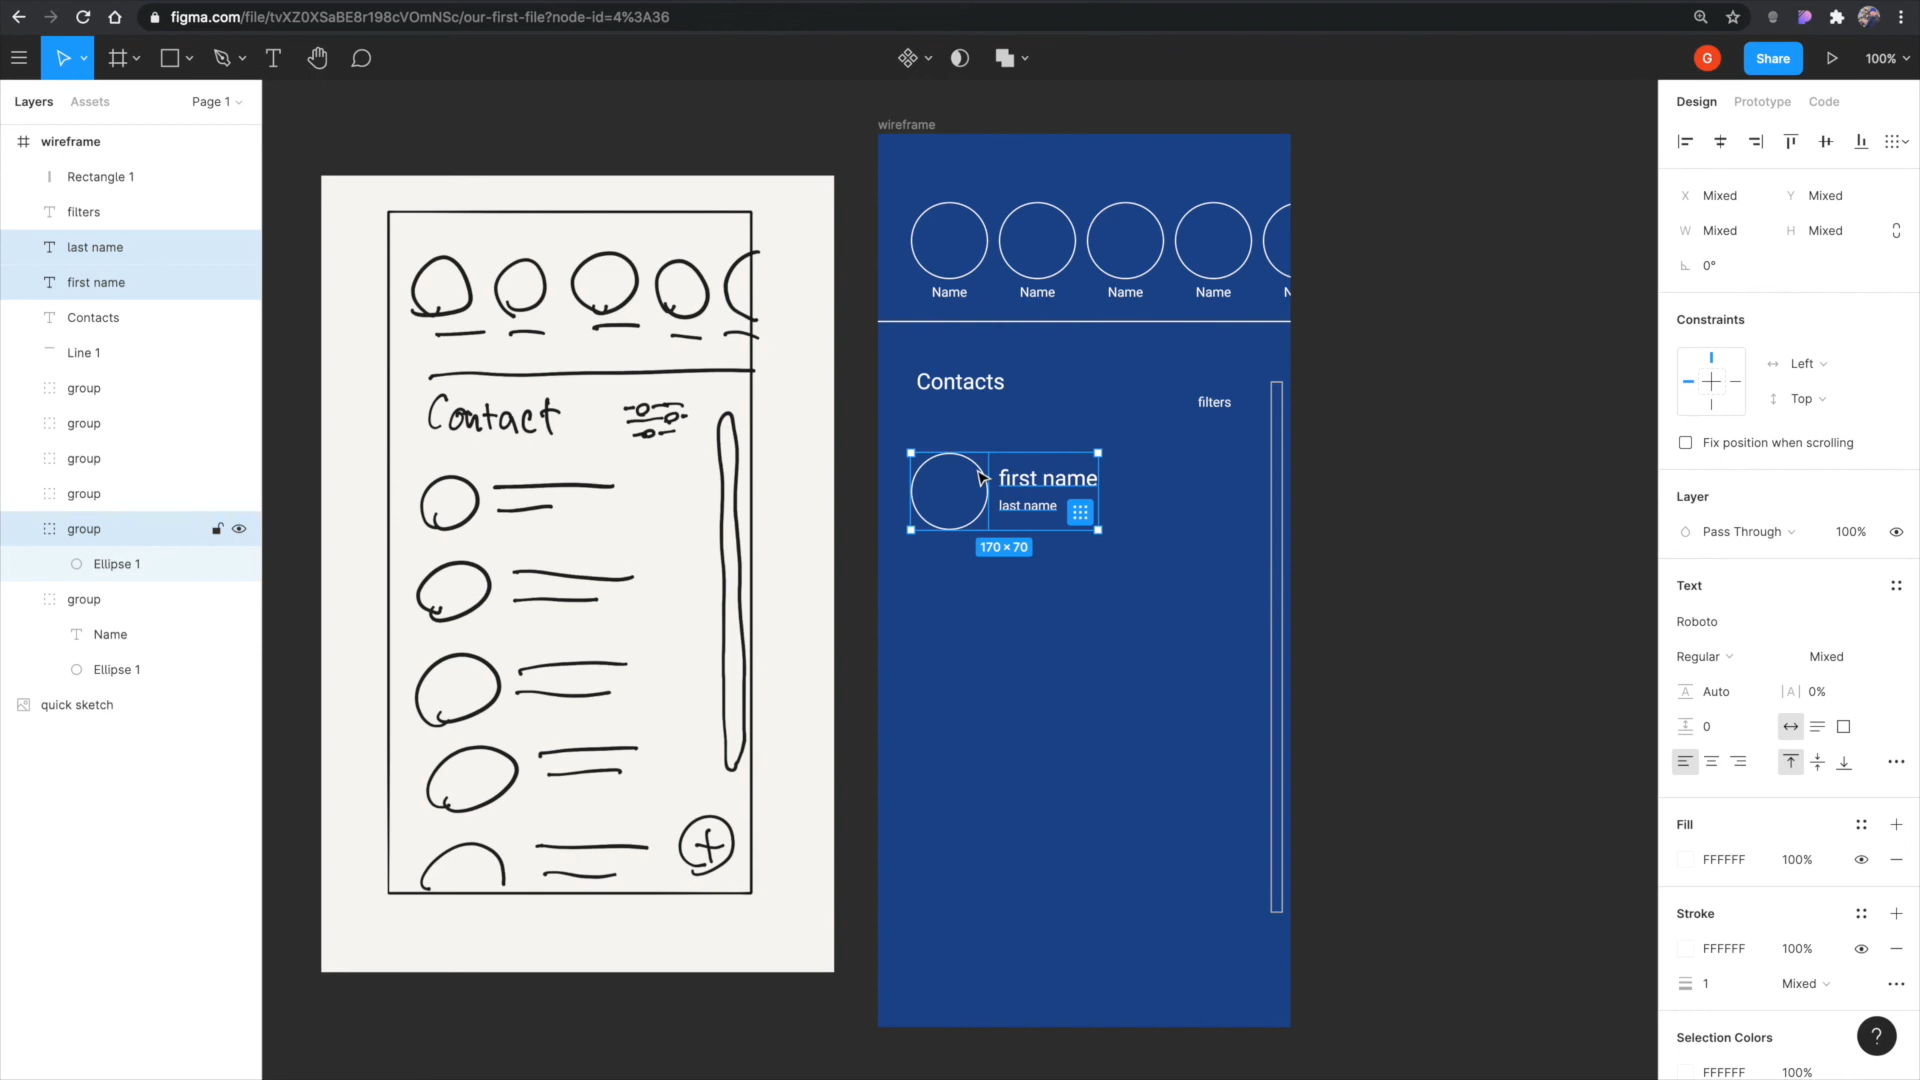 figma.com/file/tvXZ0XSaBE8r198cVOmNSc/our-first-file?node-id=4%3A36
G
Share
100%
Layers
Assets
Page 1
wireframe
Rectangle 1
filters
last name
first name
Contacts
Line 1
group
group
group
group
group
Ellipse 1
group
Name
Ellipse 1
quick sketch
Contact
wireframe
Name
Name
Name
Name
N
Contacts
filters
first name
last name
170 × 70
Design
Prototype
Code
X Mixed
Y Mixed
W Mixed
H Mixed
0°
Constraints
Left
Top
Fix position when scrolling
Layer
Pass Through
100%
Text
Roboto
Regular
Mixed
A Auto
|A| 0%
0
Fill
FFFFFF
100%
Stroke
FFFFFF
100%
1
Mixed
Selection Colors
FFFFFF
100%
?